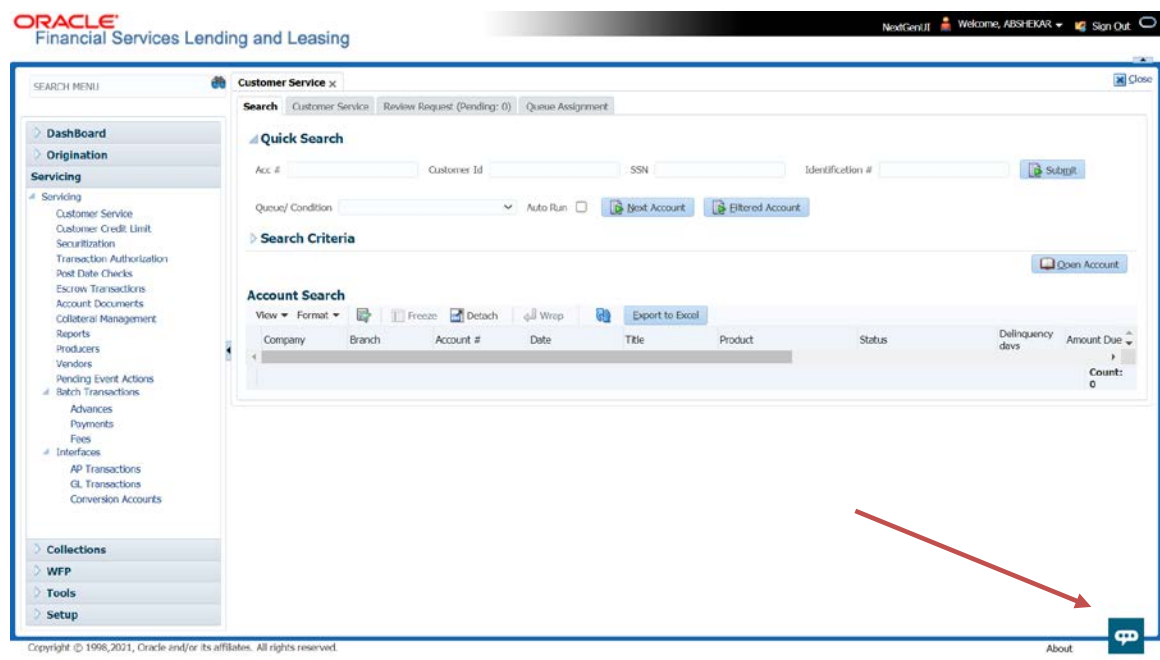 ORACLE
Financial Services Lending and Leasing
NextGenUI Welcome, ABSHEKAR Sign Out
Close
SEARCH MENU
DashBoard
Origination
Servicing
Servicing
Customer Service
Customer Credit Limit
Securitization
Transaction Authorization
Post Date Checks
Escrow Transactions
Account Documents
Collateral Management
Reports
Producers
Vendors
Pending Event Actions
Batch Transactions
Advances
Payments
Fees
Interfaces
AP Transactions
GL Transactions
Conversion Accounts
Collections
WFP
Tools
Setup
Customer Service x
Search Customer Service Review Request (Pending: 0) Queue Assignment
Quick Search
Acc # Customer Id SSN Identification # Submit
Queue/ Condition Auto Run Next Account Filtered Account
Search Criteria
Open Account
Account Search
View Format Freeze Detach Wrap Export to Excel
Company Branch Account # Date Title Product Status Delinquency days Amount Due
Count:
0
Copyright © 1998,2021, Oracle and/or its affiliates. All rights reserved.
About